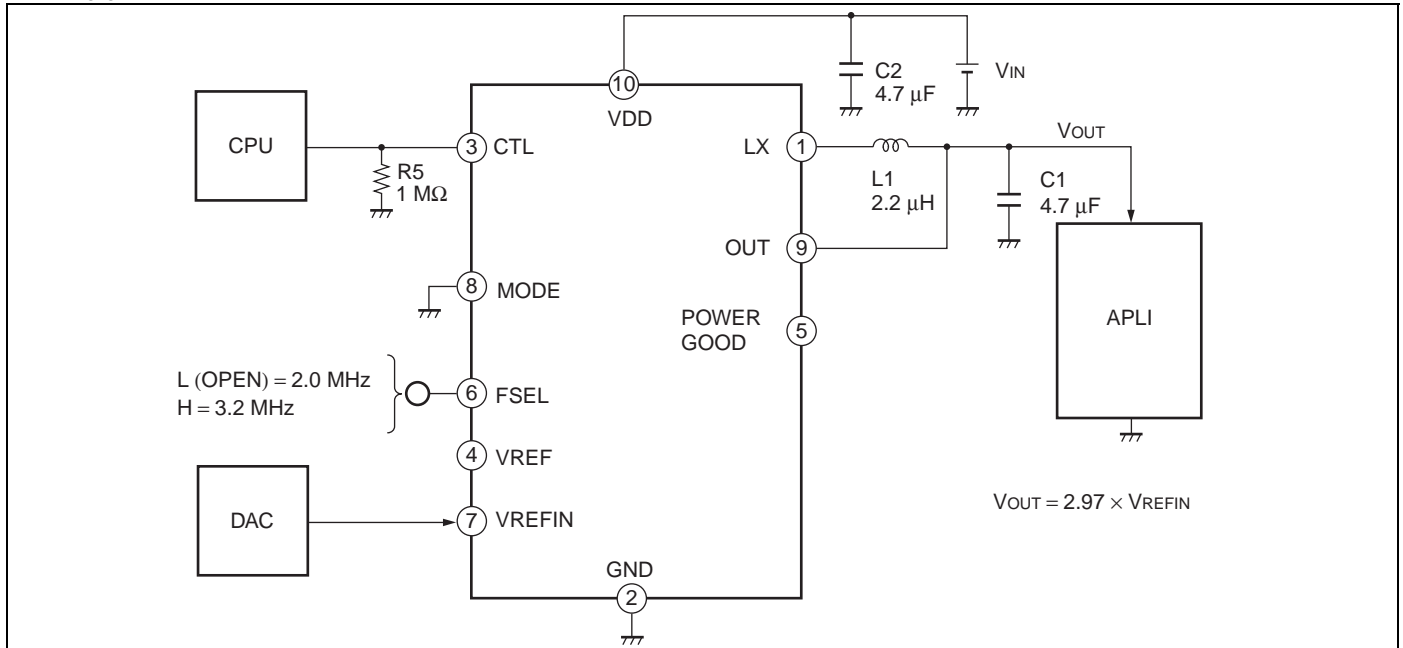 C2
4.7 μF
VIN
10
VDD
CPU
3 CTL
R5
1 MΩ
LX 1
L1
2.2 μH
VOUT
C1
4.7 μF
OUT 9
8 MODE
POWER
GOOD
5
APLI
L (OPEN) = 2.0 MHz
H = 3.2 MHz
6 FSEL
4 VREF
DAC
7 VREFIN
VOUT = 2.97 × VREFIN
GND
2